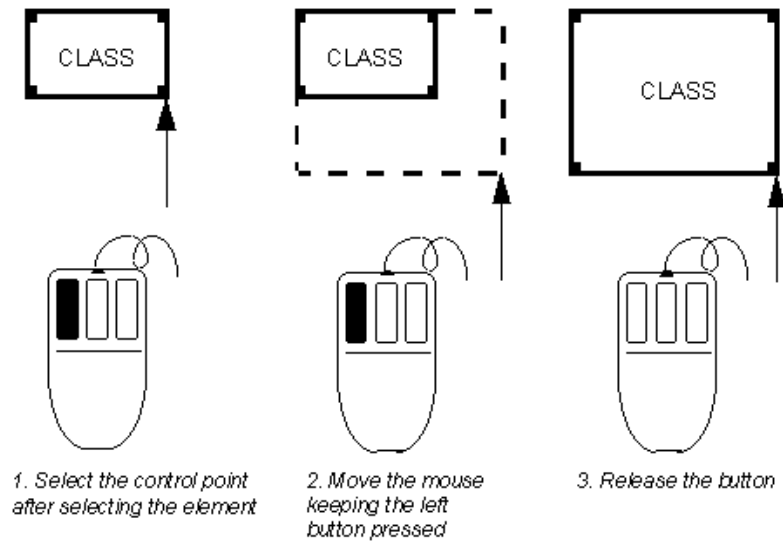 CLASS
CLASS
CLASS
1. Select the control point
after selecting the element
2. Move the mouse
keeping the left
button pressed
3. Release the button